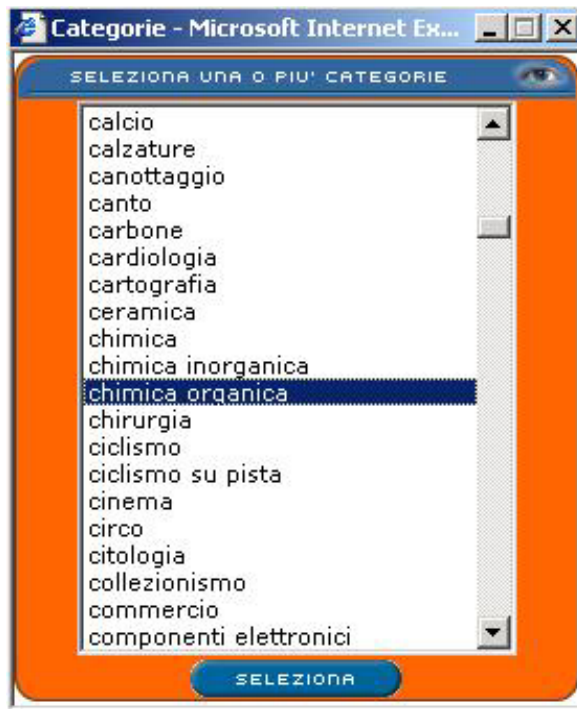 Categorie - Microsoft Internet Ex...
SELEZIONA UNA O PIU' CATEGORIE
calcio
calzature
canottaggio
canto
carbone
cardiologia
cartografia
ceramica
chimica
chimica inorganica
chimica organica
chirurgia
ciclismo
ciclismo su pista
cinema
circo
citologia
collezionismo
commercio
componenti elettronici
SELEZIONA